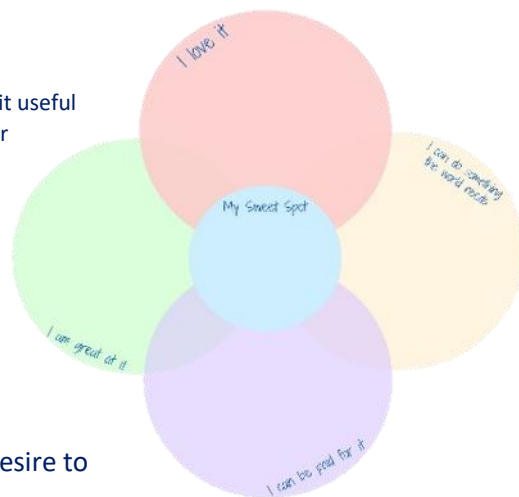 I love it
it useful
r
I can do something
the world needs
My Sweet Spot
I am great at it
esire to
I can be paid for it